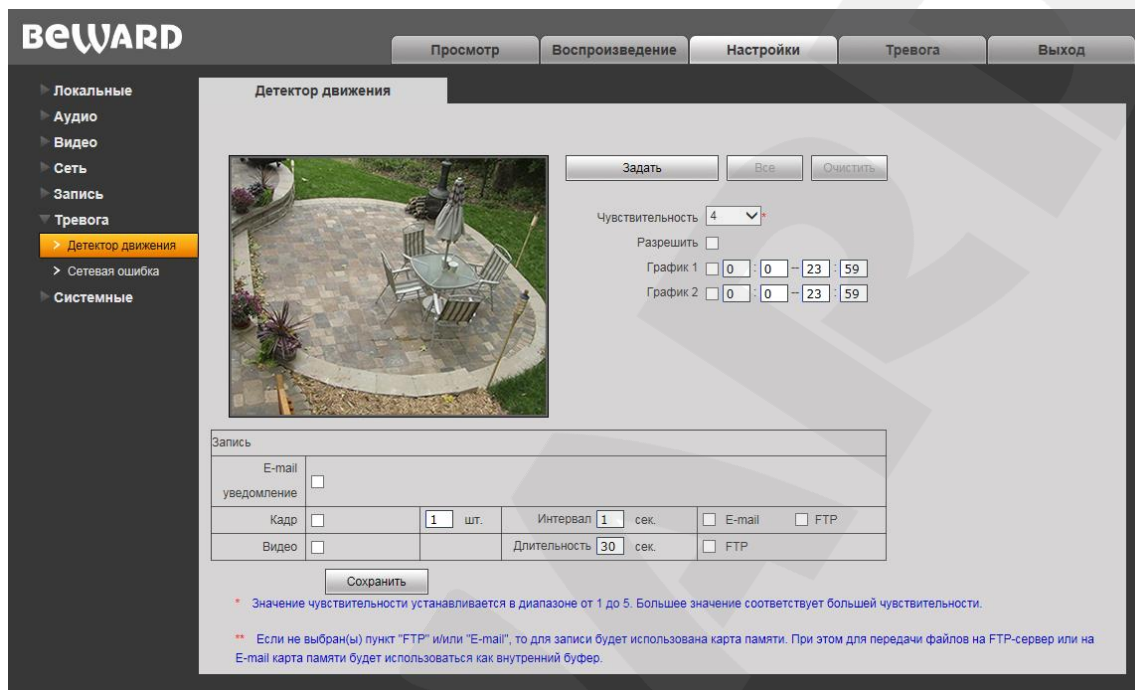 BEWARD
Просмотр Воспроизведение Настройки Тревога Выход
Локальные
Аудио
Видео
Сеть
Запись
Тревога
> Детектор движения
> Сетевая ошибка
Системные
Детектор движения
Задать Все Очистить
Чувствительность 4 *
Разрешить
График 1 0 : 0 -- 23 : 59
График 2 0 : 0 -- 23 : 59
Запись
E-mail
уведомление
Кадр 1 шт. Интервал 1 сек. E-mail FTP
Видео Длительность 30 сек. FTP
Сохранить
* Значение чувствительности устанавливается в диапазоне от 1 до 5. Большее значение соответствует большей чувствительности.
** Если не выбран(ы) пункт "FTP" и/или "E-mail", то для записи будет использована карта памяти. При этом для передачи файлов на FTP-сервер или на
E-mail карта памяти будет использоваться как внутренний буфер.